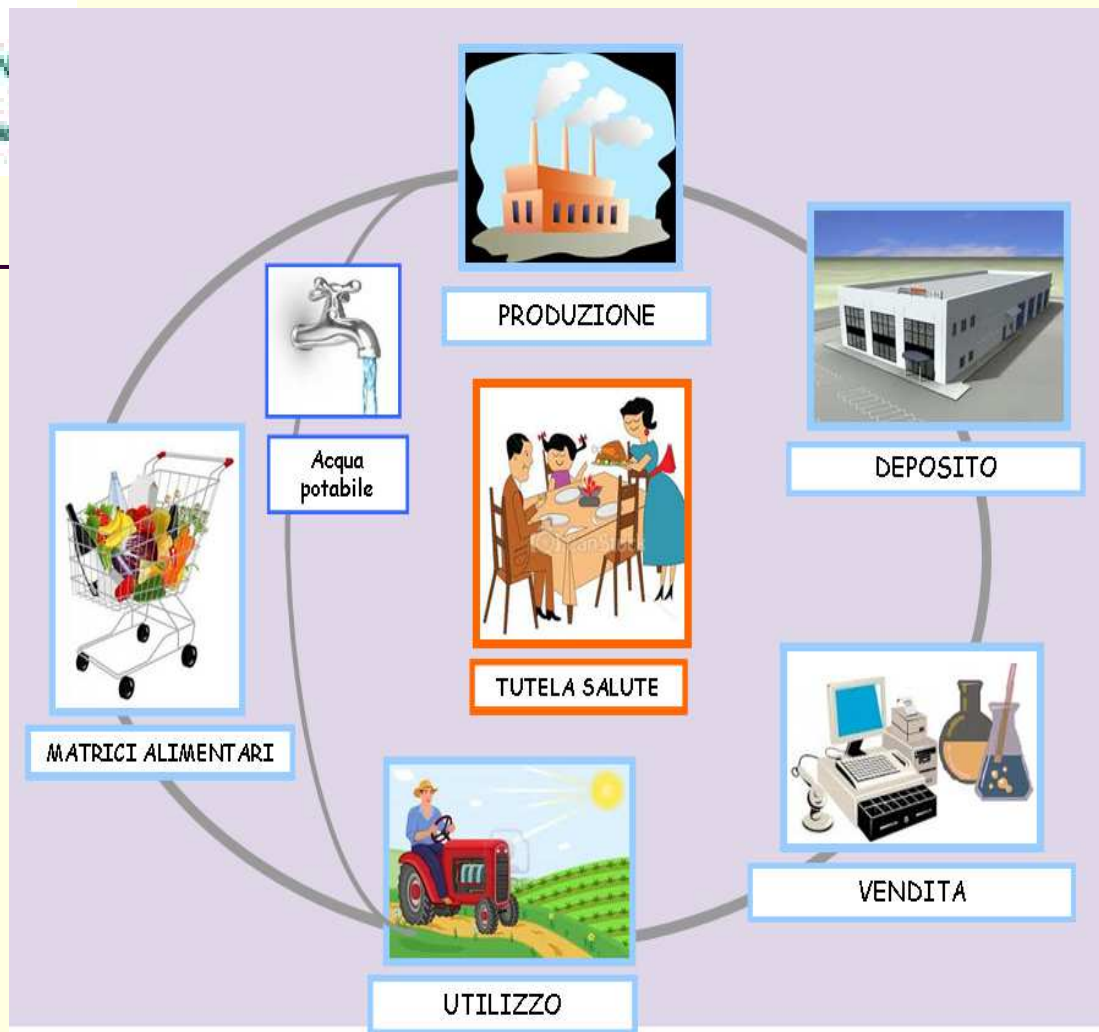 PRODUZIONE
DEPOSITO
Acqua
potabile
TUTELA SALUTE
MATRICI ALIMENTARI
VENDITA
UTILIZZO